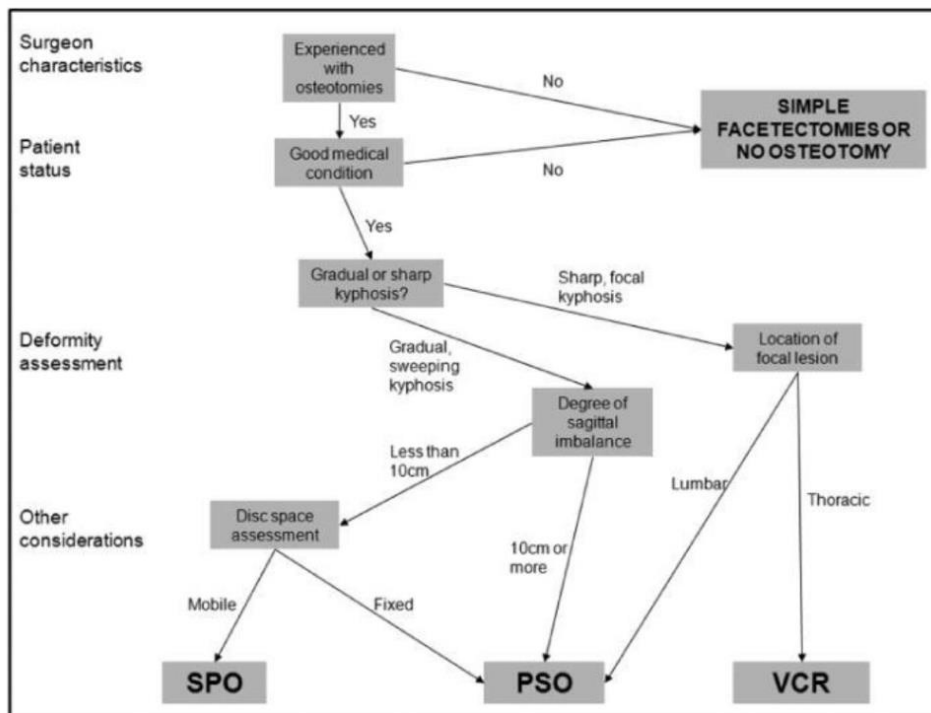 Surgeon
characteristics
Experienced
with
osteotomies
No
SIMPLE
FACETECTOMIES OR
NO OSTEOTOMY
Yes
Patient
status
Good medical
condition
No
Yes
Gradual or sharp
kyphosis?
Sharp, focal
kyphosis
Deformity
assessment
Gradual,
sweeping
kyphosis
Location of
focal lesion
Degree of
sagittal
imbalance
Less than
10cm
Lumbar
Thoracic
Other
considerations
Disc space
assessment
10cm or
more
Mobile
Fixed
SPO
PSO
VCR